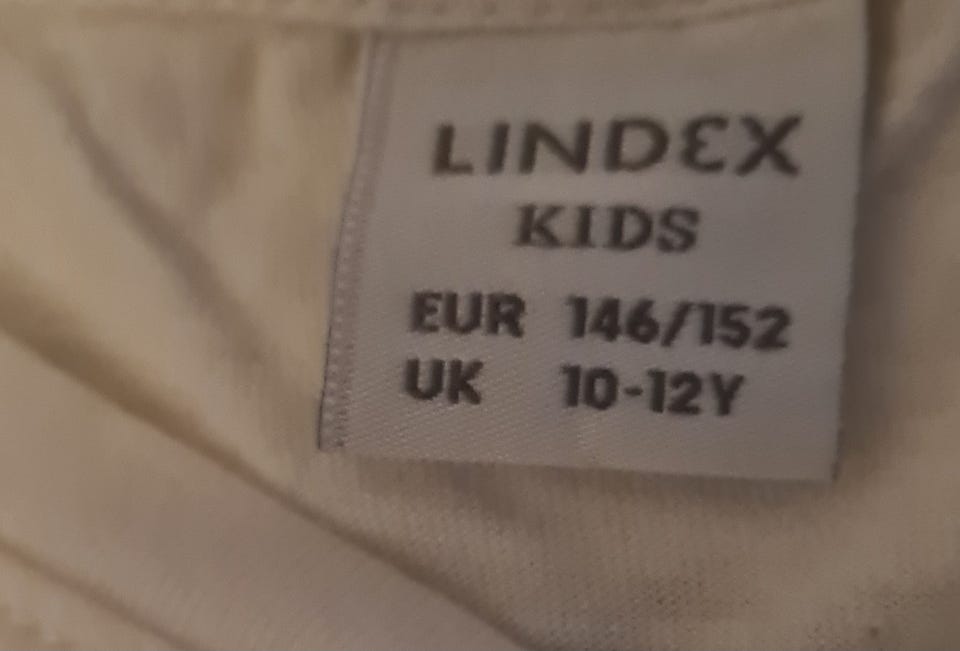 LINDEX
KIDS
EUR 146/152
UK 10-12Y